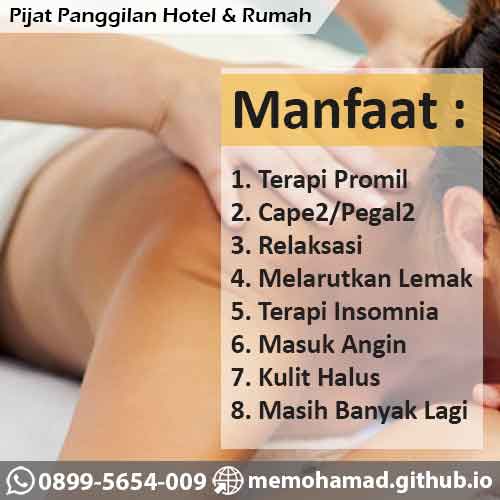 Pijat Panggilan Hotel & Rumah
Manfaat :
1. Terapi Promil
2. Cape2/Pegal2
3. Relaksasi
4. Melarutkan Lemak
5. Terapi Insomnia
6. Masuk Angin
7. Kulit Halus
8. Masih Banyak Lagi
0899-5654-009 memohamad.github.io